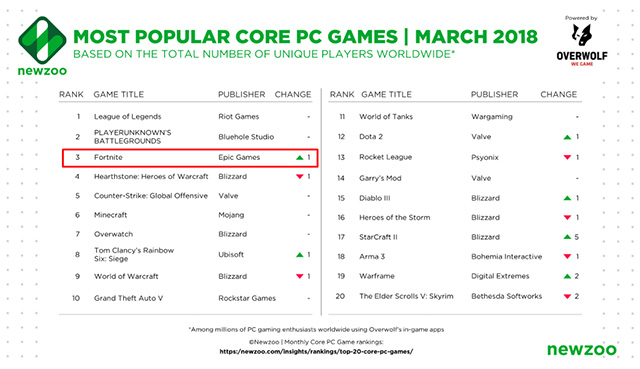 newzoo
MOST POPULAR CORE PC GAMES | MARCH 2018
BASED ON THE TOTAL NUMBER OF UNIQUE PLAYERS WORLDWIDE*
Powered by
OVERWOLF
WE GAME
RANK GAME TITLE PUBLISHER CHANGE
1 League of Legends Riot Games -
2 PLAYERUNKNOWN'S BATTLEGROUNDS Bluehole Studio -
3 Fortnite Epic Games ▲ 1
4 Hearthstone: Heroes of Warcraft Blizzard ▼ 1
5 Counter-Strike: Global Offensive Valve -
6 Minecraft Mojang -
7 Overwatch Blizzard -
8 Tom Clancy's Rainbow Six: Siege Ubisoft ▲ 1
9 World of Warcraft Blizzard ▼ 1
10 Grand Theft Auto V Rockstar Games -
RANK GAME TITLE PUBLISHER CHANGE
11 World of Tanks Wargaming -
12 Dota 2 Valve ▲ 1
13 Rocket League Psyonix ▼ 1
14 Garry's Mod Valve -
15 Diablo III Blizzard ▲ 1
16 Heroes of the Storm Blizzard ▼ 1
17 StarCraft II Blizzard ▲ 5
18 Arma 3 Bohemia Interactive ▼ 1
19 Warframe Digital Extremes ▲ 2
20 The Elder Scrolls V: Skyrim Bethesda Softworks ▼ 2
*Among millions of PC gaming enthusiasts worldwide using Overwolf's in-game apps
©Newzoo | Monthly Core PC Game rankings:
https:/newzoo.com/insights/rankings/top-20-core-pc-games/
newzoo